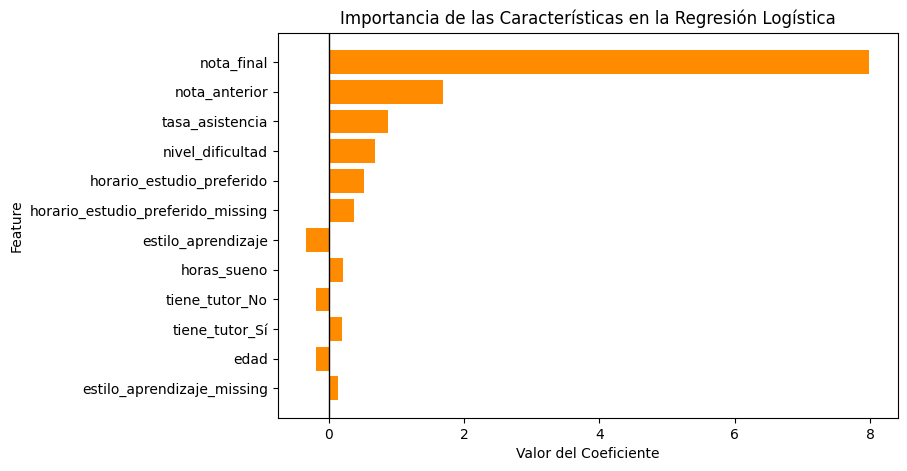 Importancia de las Características en la Regresión Logística
Feature
nota_final
nota_anterior
tasa_asistencia
nivel_dificultad
horario_estudio_preferido
horario_estudio_preferido_missing
estilo_aprendizaje
horas_sueno
tiene_tutor_No
tiene_tutor_Sí
edad
estilo_aprendizaje_missing
0 2 4 6 8
Valor del Coeficiente